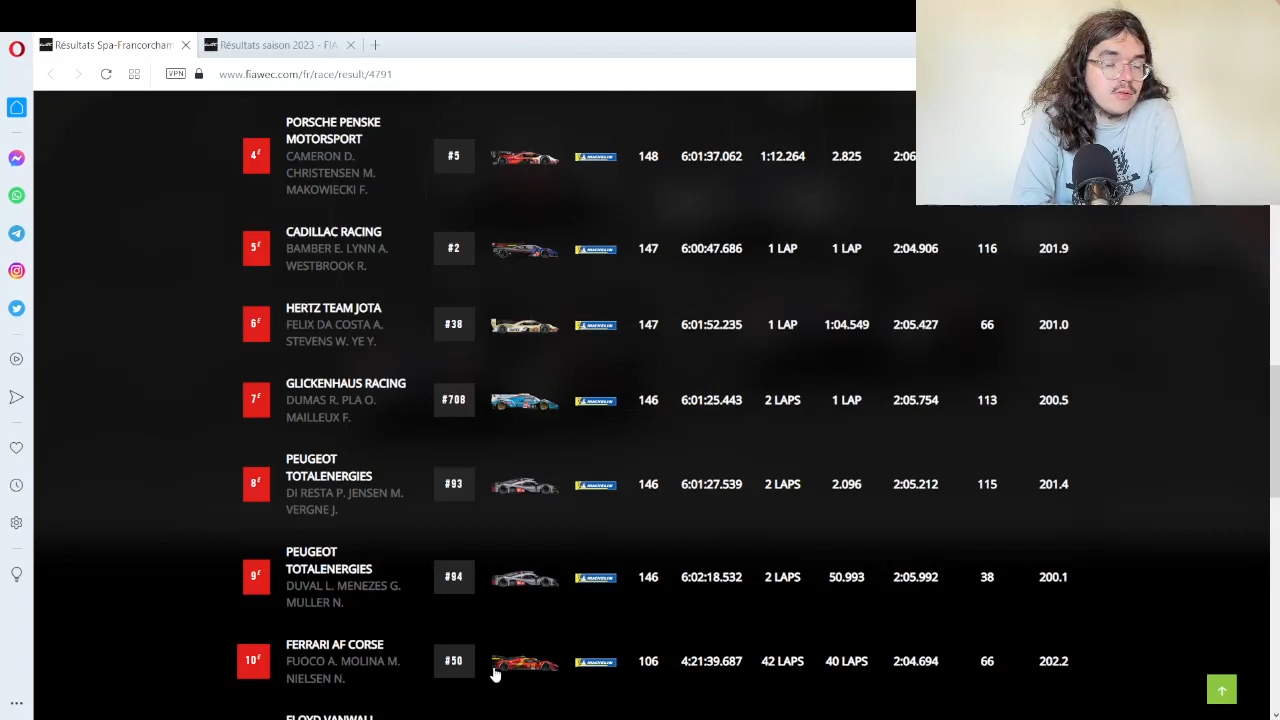 Résultats Spa-Francorcham
Résultats saison 2023 - FIA
VPN
www.fiawec.com/fr/race/result/4791
4E PORSCHE PENSKE MOTORSPORT #5 MICHELIN 148 6:01:37.062 1:12.264 2.825 2:06
CAMERON D.
CHRISTENSEN M.
MAKOWIECKI F.
5E CADILLAC RACING #2 MICHELIN 147 6:00:47.686 1 LAP 1 LAP 2:04.906 116 201.9
BAMBER E. LYNN A.
WESTBROOK R.
6E HERTZ TEAM JOTA #38 MICHELIN 147 6:01:52.235 1 LAP 1:04.549 2:05.427 66 201.0
FELIX DA COSTA A.
STEVENS W. YE Y.
7E GLICKENHAUS RACING #708 MICHELIN 146 6:01:25.443 2 LAPS 1 LAP 2:05.754 113 200.5
DUMAS R. PLA O.
MAILLEUX F.
8E PEUGEOT TOTALENERGIES #93 MICHELIN 146 6:01:27.539 2 LAPS 2.096 2:05.212 115 201.4
DI RESTA P. JENSEN M.
VERGNE J.
9E PEUGEOT TOTALENERGIES #94 MICHELIN 146 6:02:18.532 2 LAPS 50.993 2:05.992 38 200.1
DUVAL L. MENEZES G.
MULLER N.
10E FERRARI AF CORSE #50 MICHELIN 106 4:21:39.687 42 LAPS 40 LAPS 2:04.694 66 202.2
FUOCO A. MOLINA M.
NIELSEN N.
FLOYD VANWALL